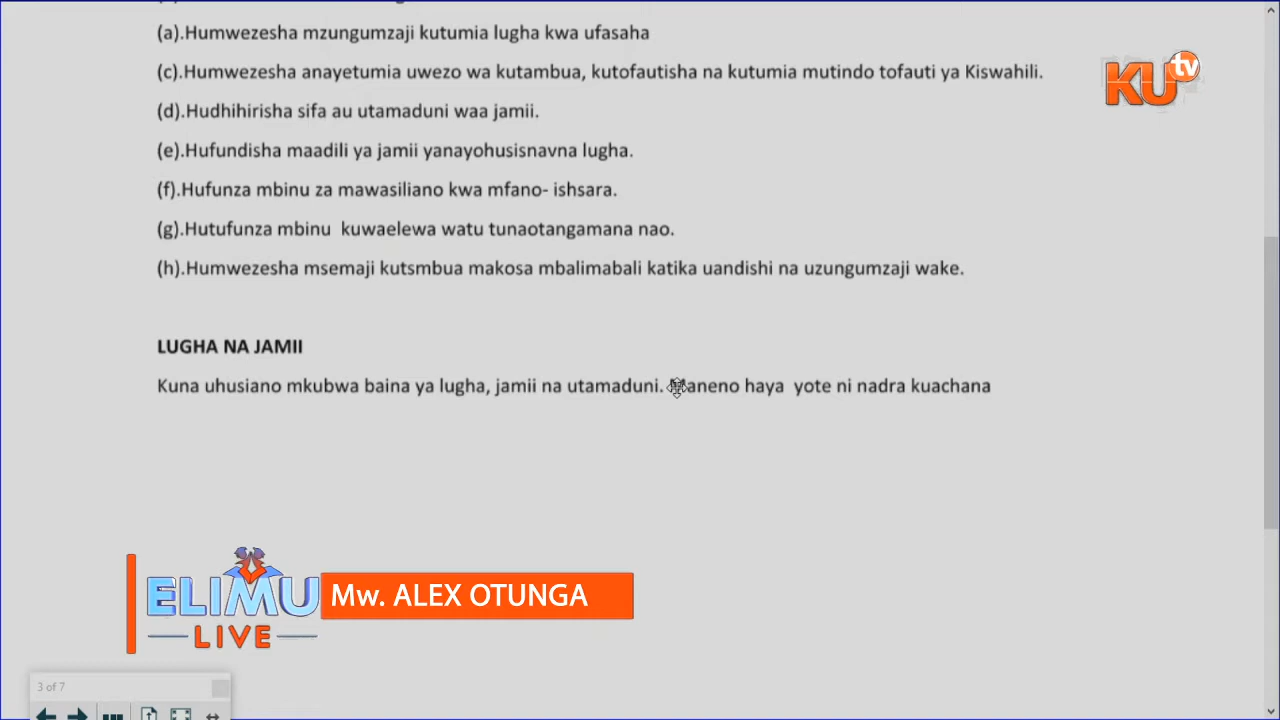 (a).Humwezesha mzungumzaji kutumia lugha kwa ufasaha
(c).Humwezesha anayetumia uwezo wa kutambua, kutofautisha na kutumia mutindo tofauti ya Kiswahili.
(d).Hudhihirisha sifa au utamaduni waa jamii.
(e).Hufundisha maadili ya jamii yanayohusisnavna lugha.
(f).Hufunza mbinu za mawasiliano kwa mfano- ishsara.
(g).Hutufunza mbinu kuwaelewa watu tunaotangamana nao.
(h).Humwezesha msemaji kutsmbua makosa mbalimabali katika uandishi na uzungumzaji wake.
LUGHA NA JAMII
Kuna uhusiano mkubwa baina ya lugha, jamii na utamaduni. Maneno haya yote ni nadra kuachana
KU tv
ELIMU
LIVE
Mw. ALEX OTUNGA
3 of 7